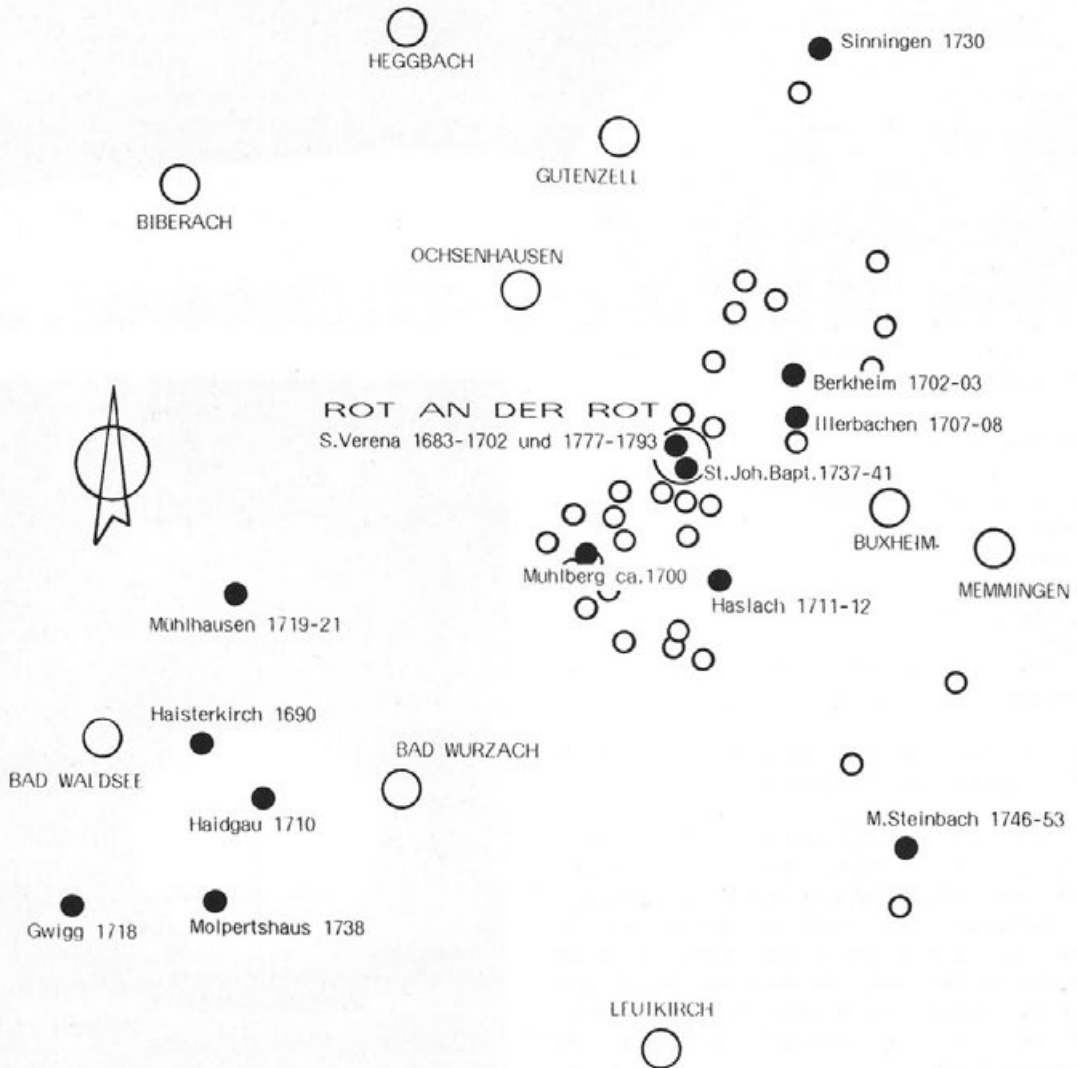 Sinningen 1730
HEGGBACH
GUTENZELL
BIBERACH
OCHSENHAUSEN
Berkheim 1702-03
ROT AN DER ROT
Illerbachen 1707-08
S.Verena 1683-1702 und 1777-1793
St.Joh.Bapt.1737-41
BUXHEIM
Muhlberg ca.1700
MEMMINGEN
Haslach 1711-12
Mühlhausen 1719-21
Haisterkirch 1690
BAD WURZACH
BAD WALDSEE
Haidgau 1710
M.Steinbach 1746-53
Gwigg 1718
Molpertshaus 1738
LEUTKIRCH